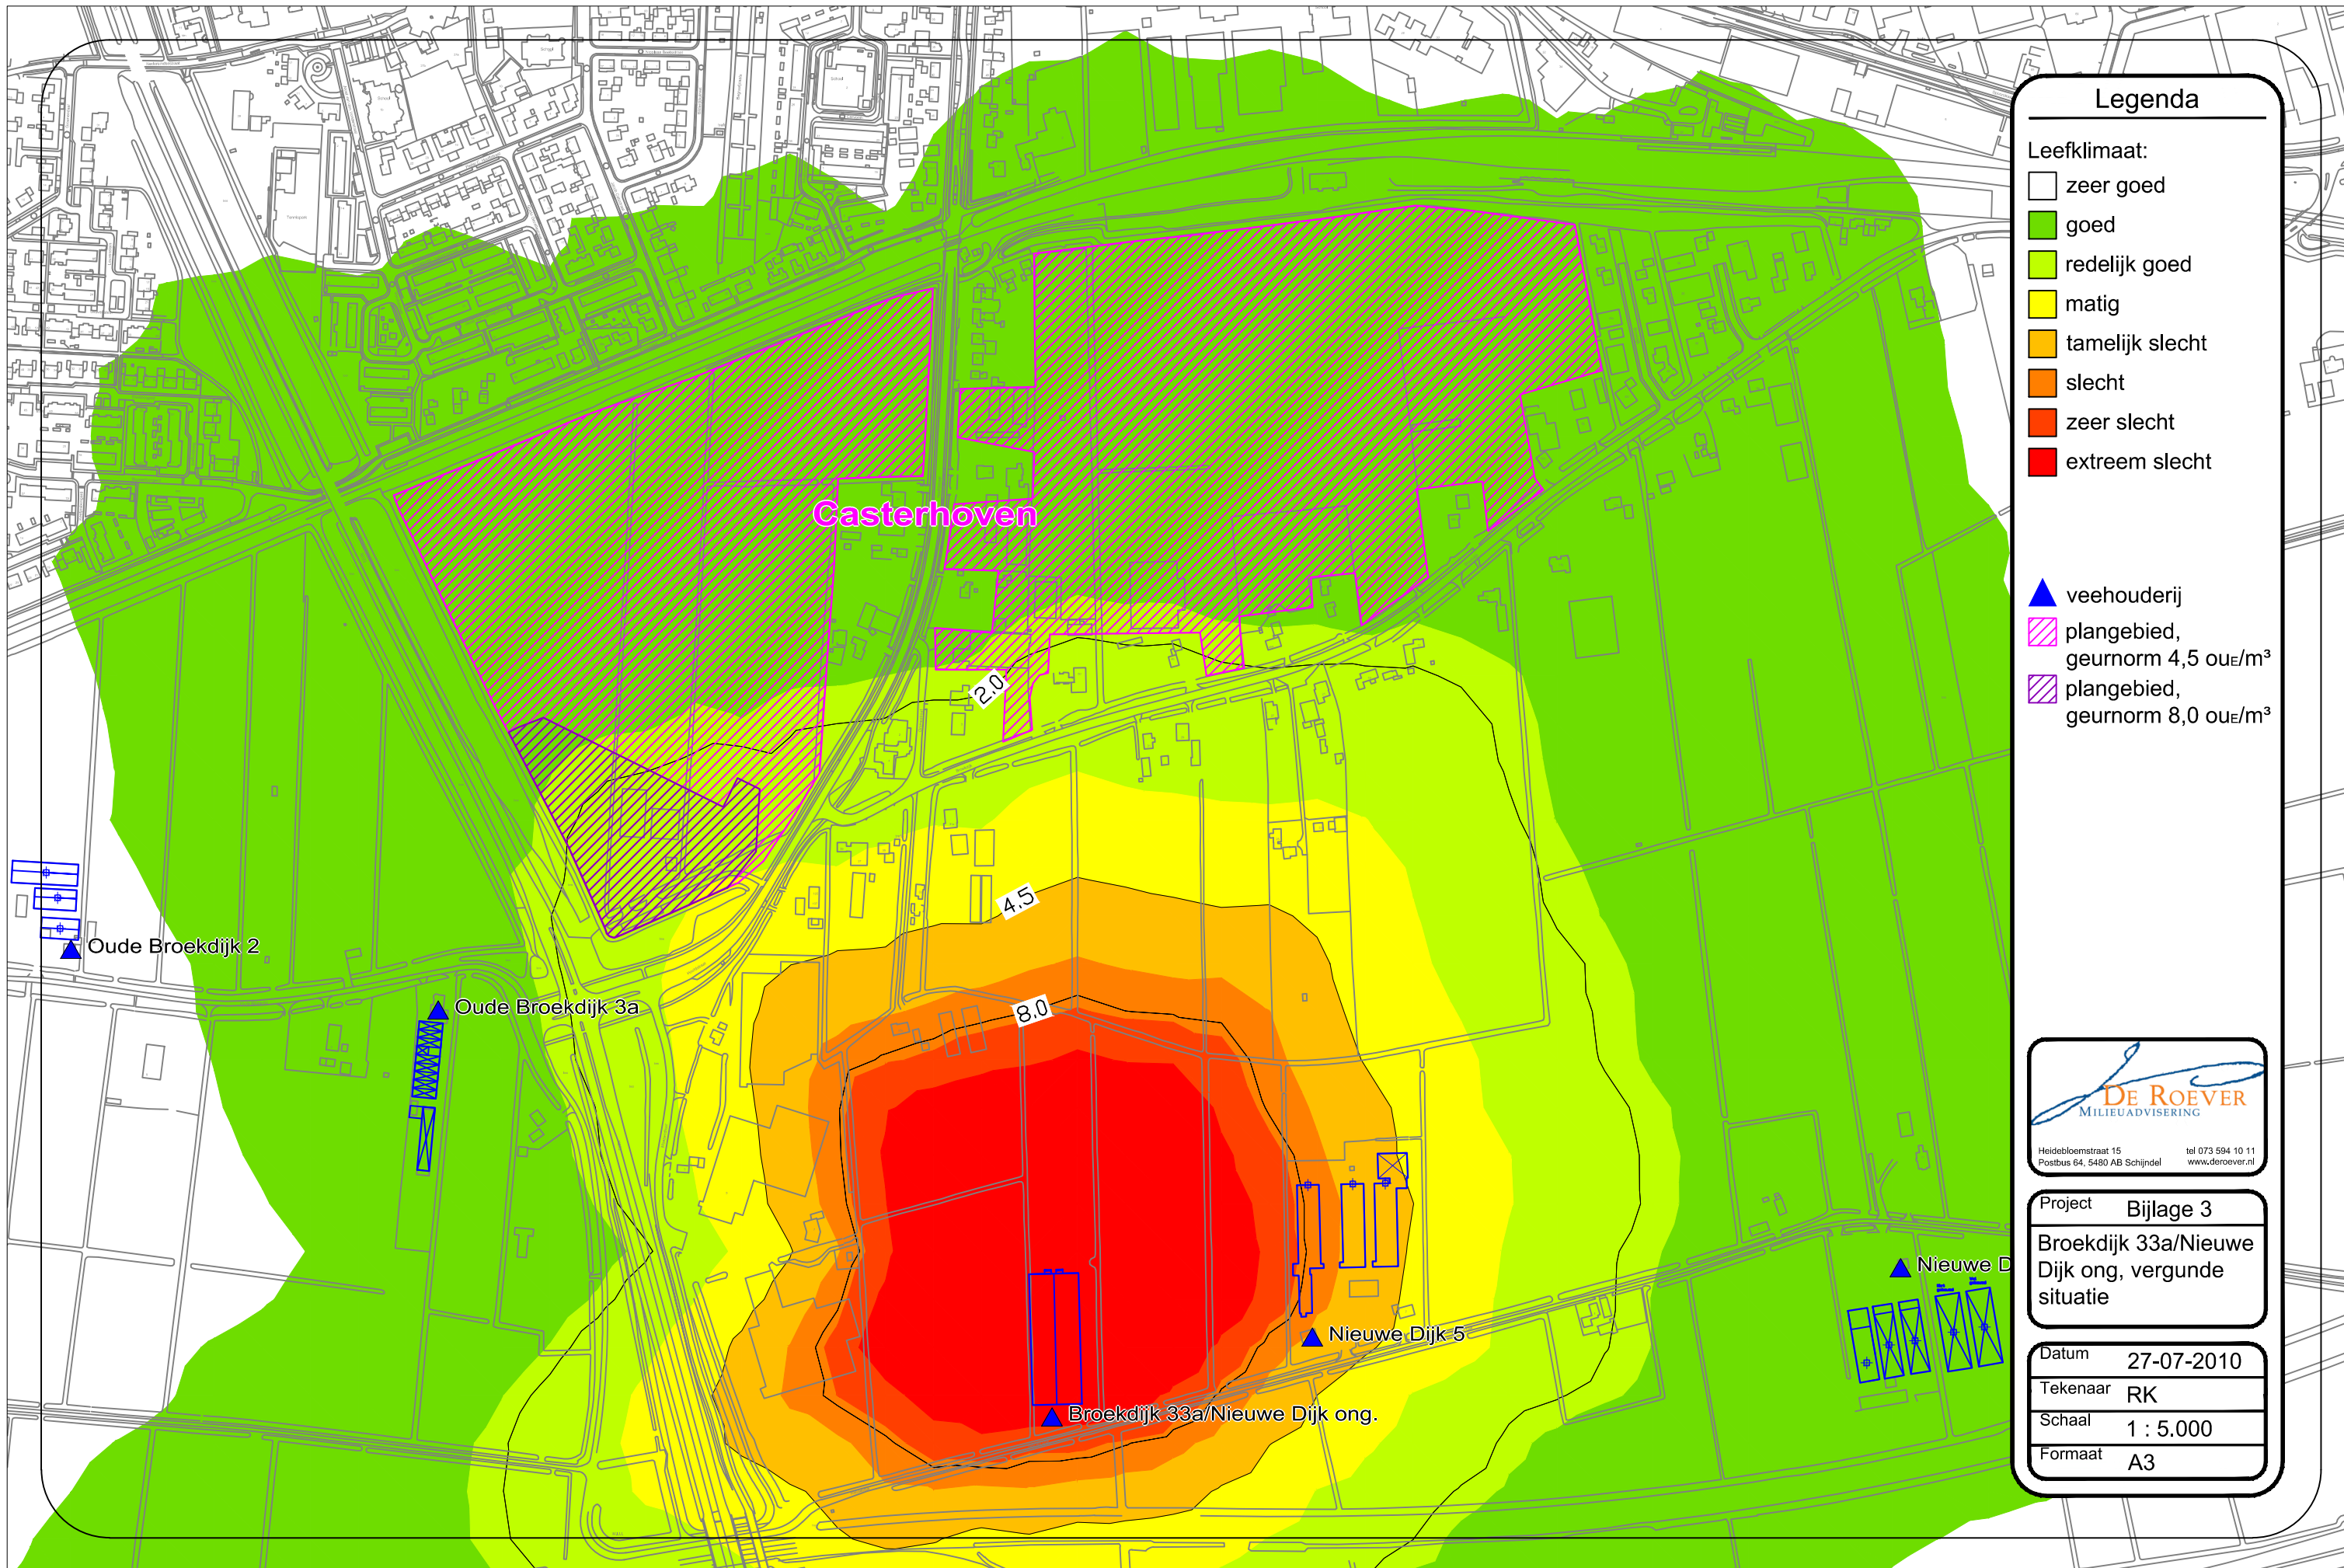 Casterhoven
2.0
4.5
8.0
Oude Broekdijk 2
Oude Broekdijk 3a
Nieuwe D
Nieuwe Dijk 5
Broekdijk 33a/Nieuwe Dijk ong.
Legenda
Leefklimaat:
zeer goed
goed
redelijk goed
matig
tamelijk slecht
slecht
zeer slecht
extreem slecht
veehouderij
plangebied,
geurnorm 4,5 ouE/m³
plangebied,
geurnorm 8,0 ouE/m³
DE ROEVER
MILIEUADVISERING
Heidebloemstraat 15 tel 073 594 10 11
Postbus 64, 5480 AB Schijndel www.deroever.nl
Project Bijlage 3
Broekdijk 33a/Nieuwe
Dijk ong, vergunde
situatie
Datum 27-07-2010
Tekenaar RK
Schaal 1 : 5.000
Formaat A3